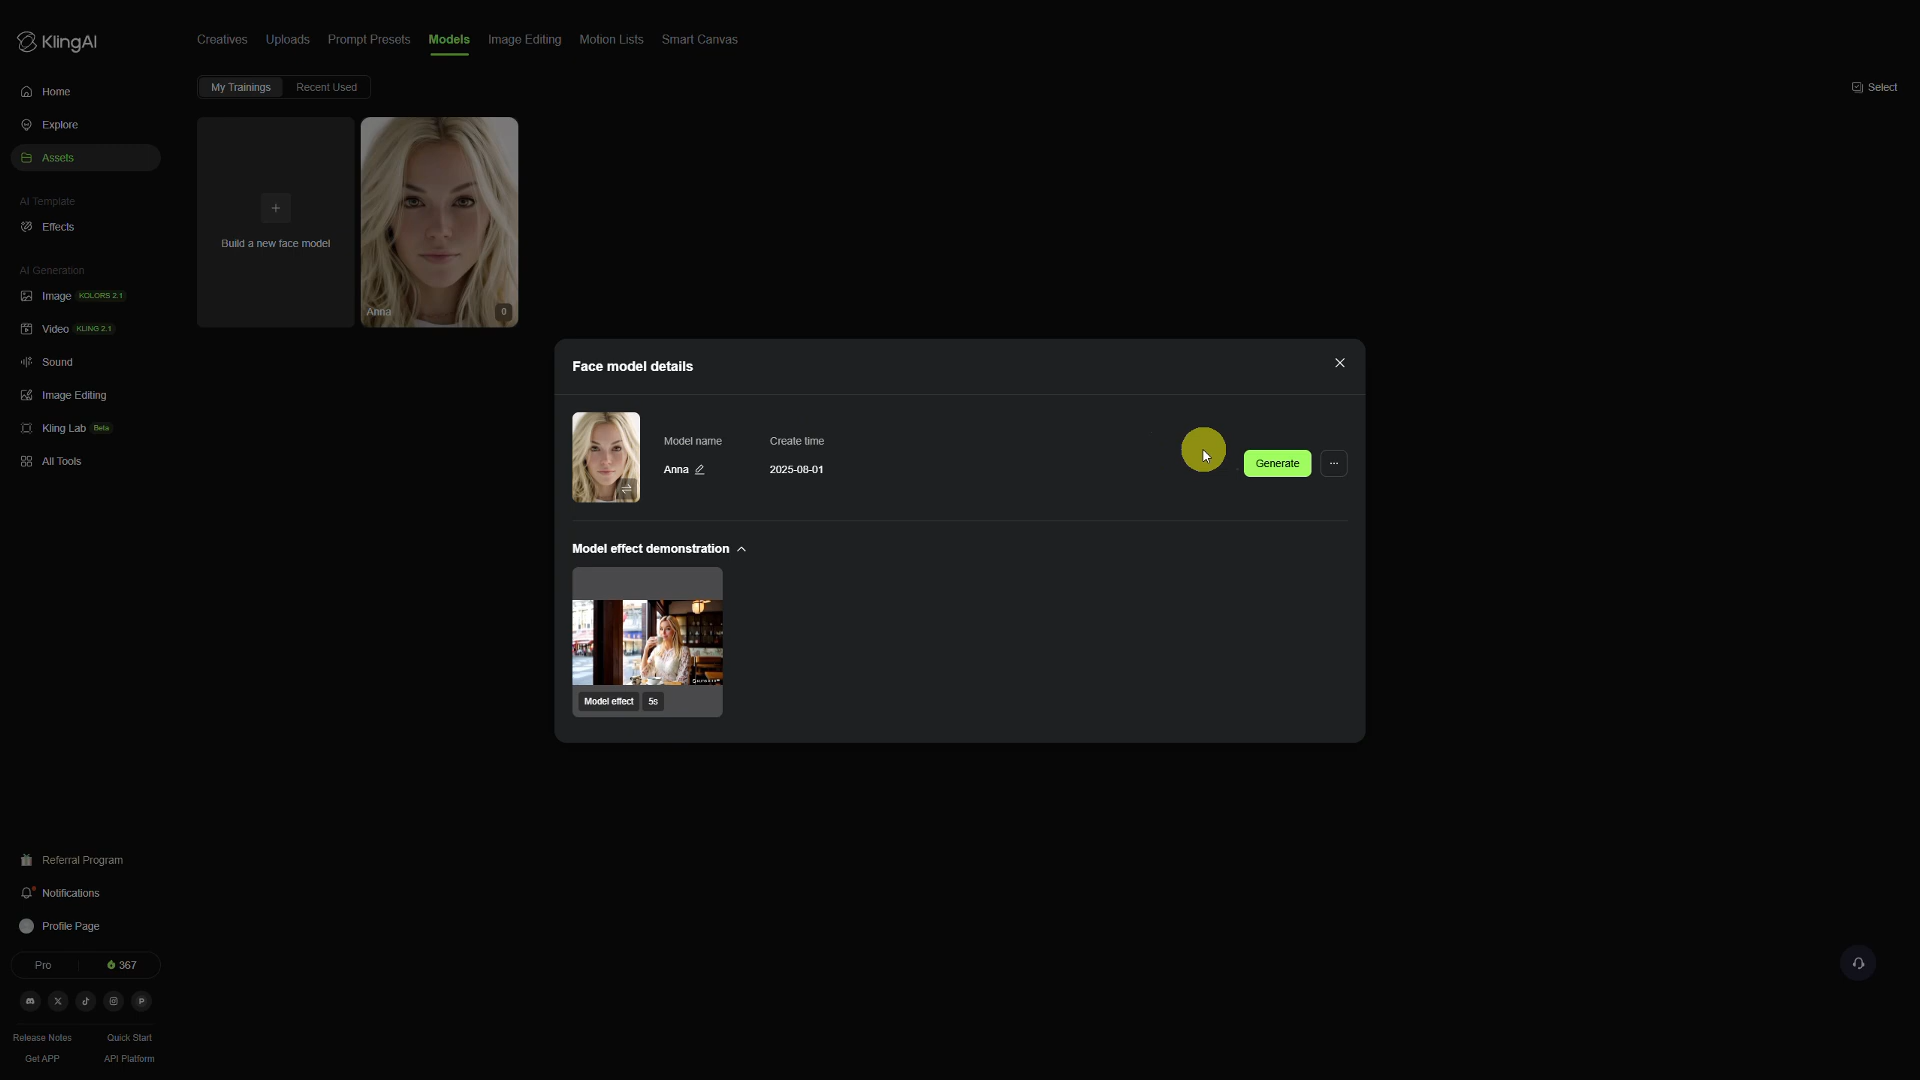 KlingAI
Creatives
Uploads
Prompt Presets
Models
Image Editing
Motion Lists
Smart Canvas
My Trainings
Recent Used
Select
Home
Explore
Assets
AI Template
Effects
AI Generation
Image KOLORS 2.1
Video KLING 2.1
Sound
Image Editing
Kling Lab Beta
All Tools
Build a new face model
Anna
0
Face model details
Model name
Create time
Anna
2025-08-01
Generate
...
Model effect demonstration
Model effect
5s
Referral Program
Notifications
Profile Page
Pro
367
Release Notes
Quick Start
Get APP
API Platform